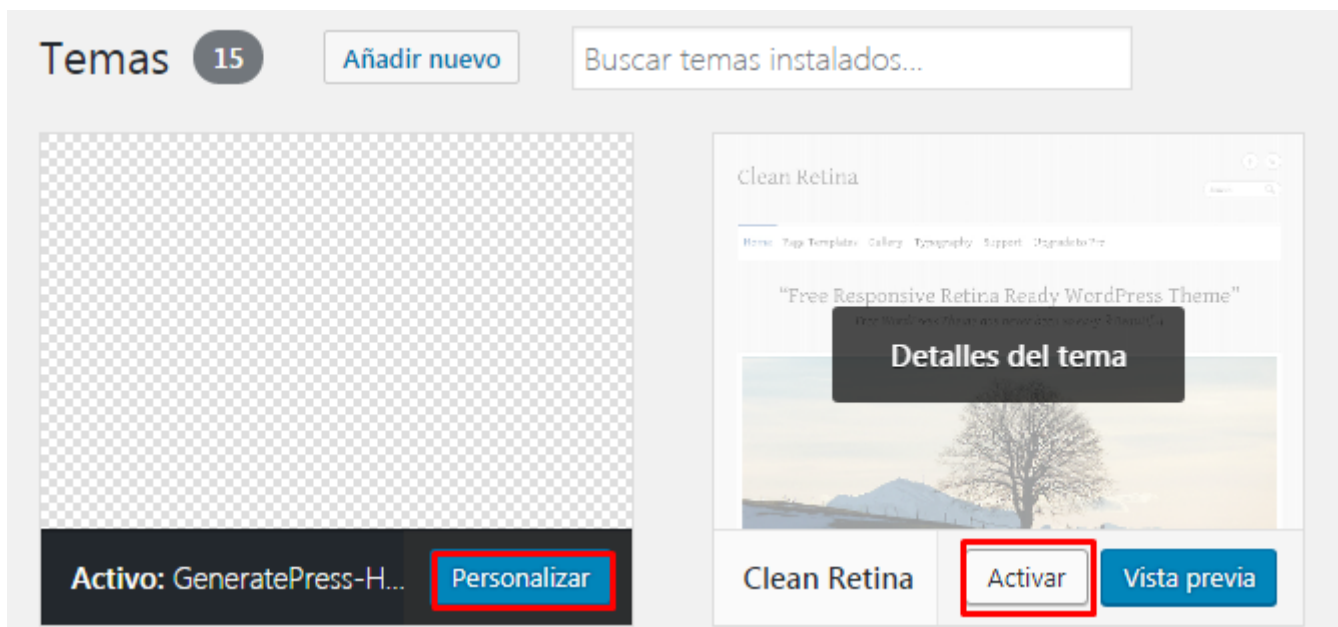 Temas 15 Añadir nuevo Buscar temas instalados...
Clean Retina
Home Page Templates Gallery Typography Support Upgrade to Pro
“Free Responsive Retina Ready WordPress Theme”
Detalles del tema
Activo: GeneratePress-H... Personalizar
Clean Retina Activar Vista previa